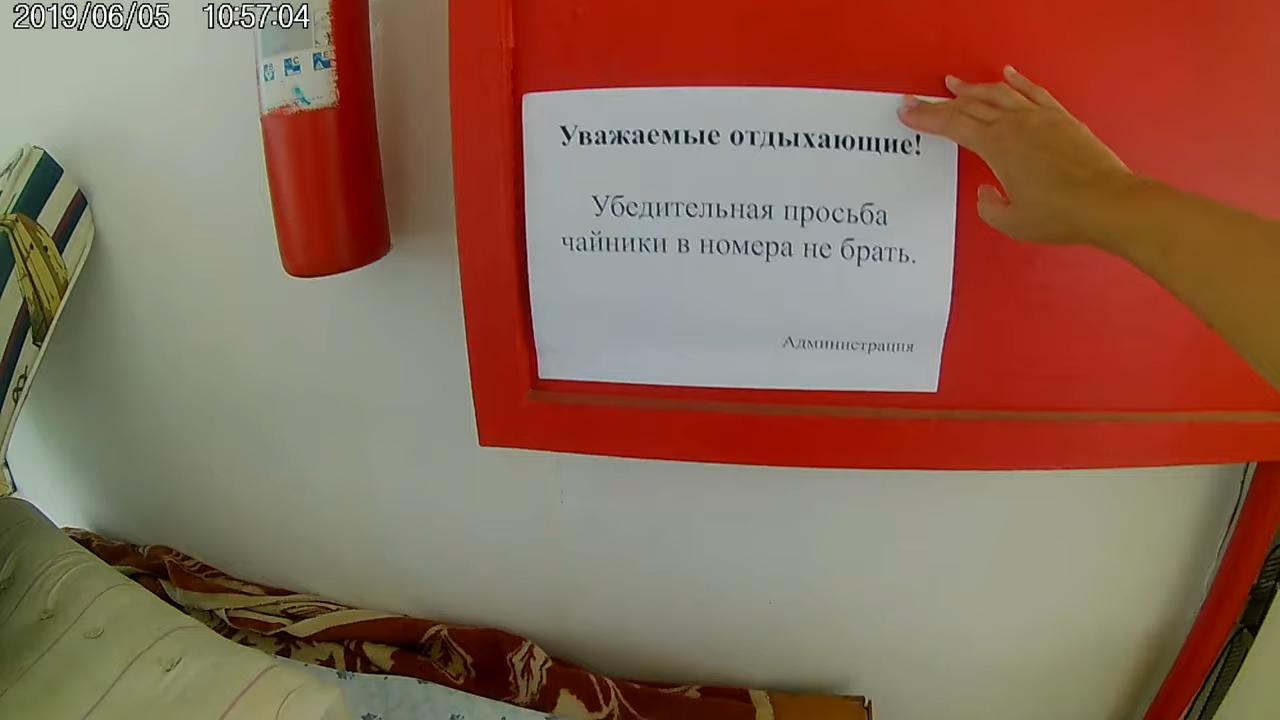 2019/06/05 10:57:04
Уважаемые отдыхающие!
Убедительная просьба
чайники в номера не брать.
Администрация